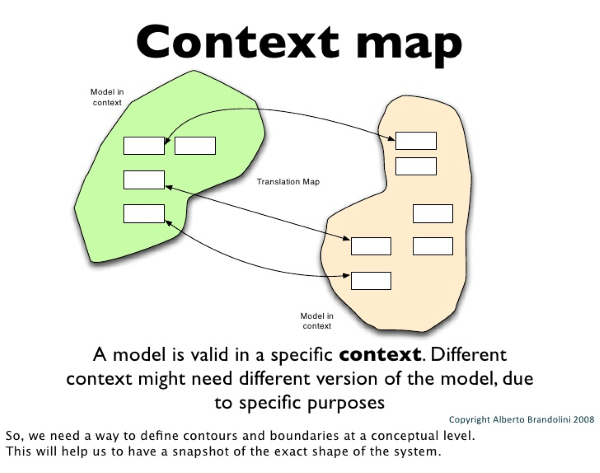 Context map
Model in
context
Translation Map
Model in
context
A model is valid in a specific context. Different
context might need different version of the model, due
to specific purposes
Copyright Alberto Brandolini 2008
So, we need a way to define contours and boundaries at a conceptual level.
This will help us to have a snapshot of the exact shape of the system.